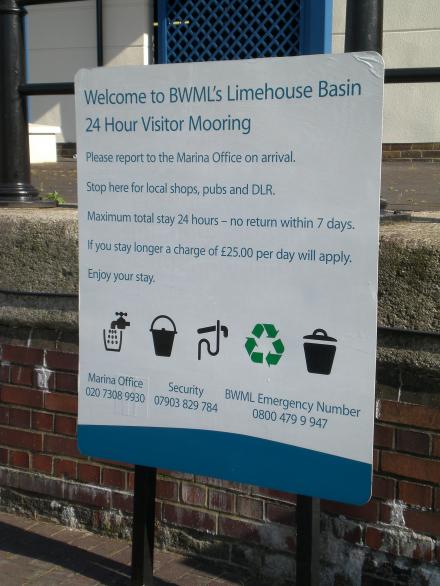 Welcome to BWML's Limehouse Basin
24 Hour Visitor Mooring
Please report to the Marina Office on arrival.
Stop here for local shops, pubs and DLR.
Maximum total stay 24 hours – no return within 7 days.
If you stay longer a charge of £25.00 per day will apply.
Enjoy your stay.
Marina Office
020 7308 9930
Security
07903 829 784
BWML Emergency Number
0800 479 9 947